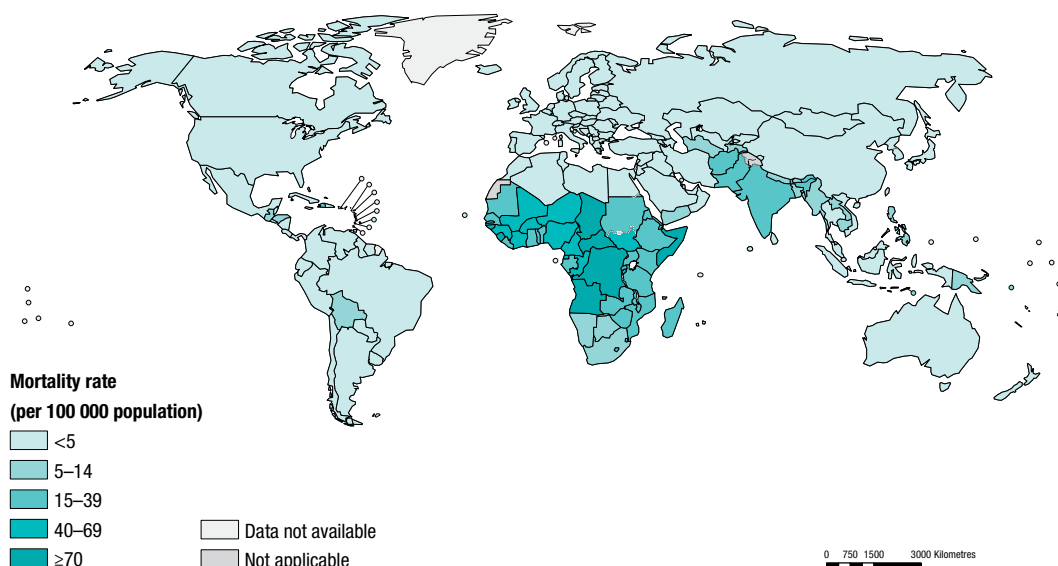 Mortality rate
(per 100 000 population)
<5
5–14
15–39
40–69
≥70
Data not available
Not applicable
0 750 1500 3000 Kilometres